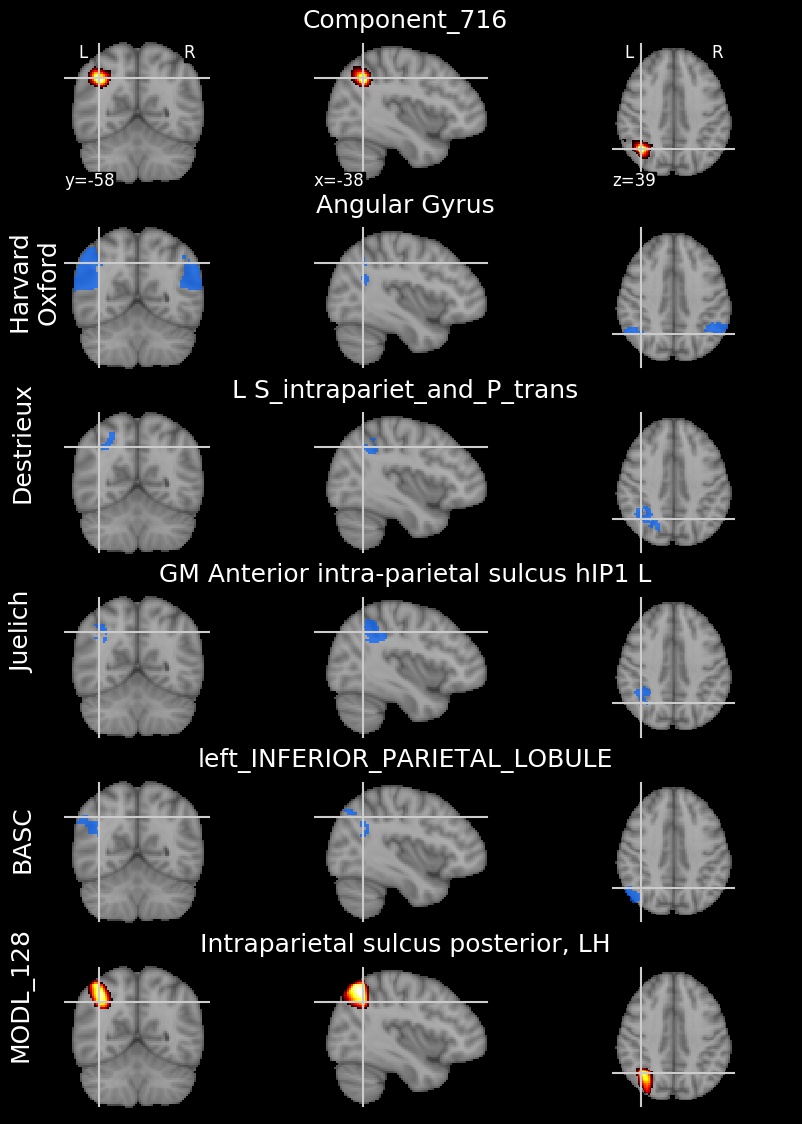 Component_716
L R
L R
y=-58
x=-38
z=39
Angular Gyrus
Harvard
Oxford
L S_intrapariet_and_P_trans
Destrieux
GM Anterior intra-parietal sulcus hIP1 L
Juelich
left_INFERIOR_PARIETAL_LOBULE
BASC
Intraparietal sulcus posterior, LH
MODL_128